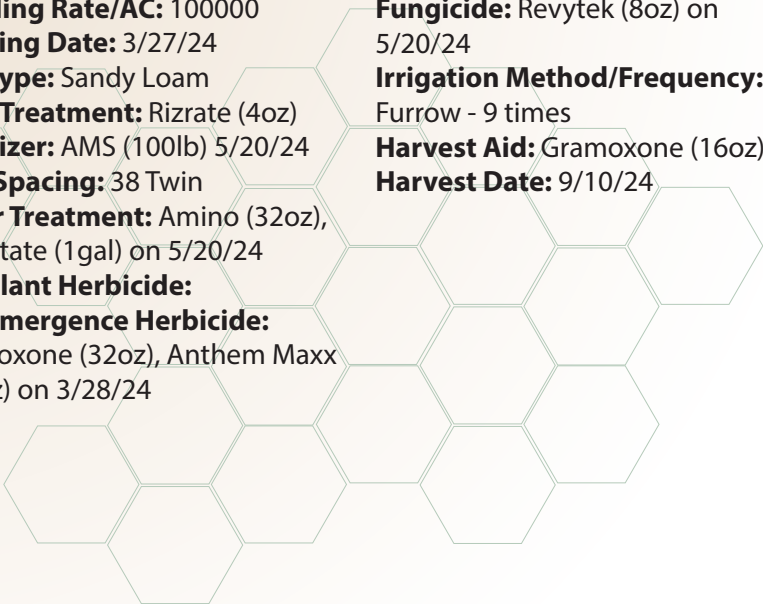 ling Rate/AC: 100000
ing Date: 3/27/24
ype: Sandy Loam
Treatment: Rizrate (4oz)
izer: AMS (100lb) 5/20/24
Spacing: 38 Twin
r Treatment: Amino (32oz),
tate (1gal) on 5/20/24
lant Herbicide:
mergence Herbicide:
oxone (32oz), Anthem Maxx
z) on 3/28/24
Fungicide: Revytek (8oz) on
5/20/24
Irrigation Method/Frequency:
Furrow - 9 times
Harvest Aid: Gramoxone (16oz)
Harvest Date: 9/10/24